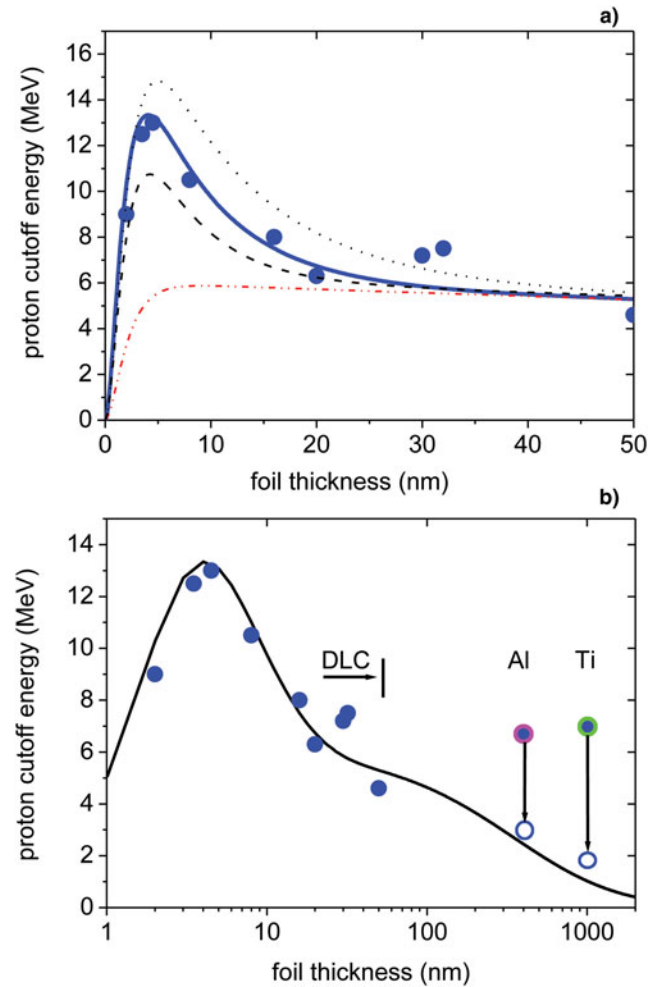 a)
proton cutoff energy (MeV)
16
14
12
10
8
6
4
2
0
0 10 20 30 40 50
foil thickness (nm)
b)
proton cutoff energy (MeV)
14
12
10
8
6
4
2
0
DLC Al Ti
1 10 100 1000
foil thickness (nm)